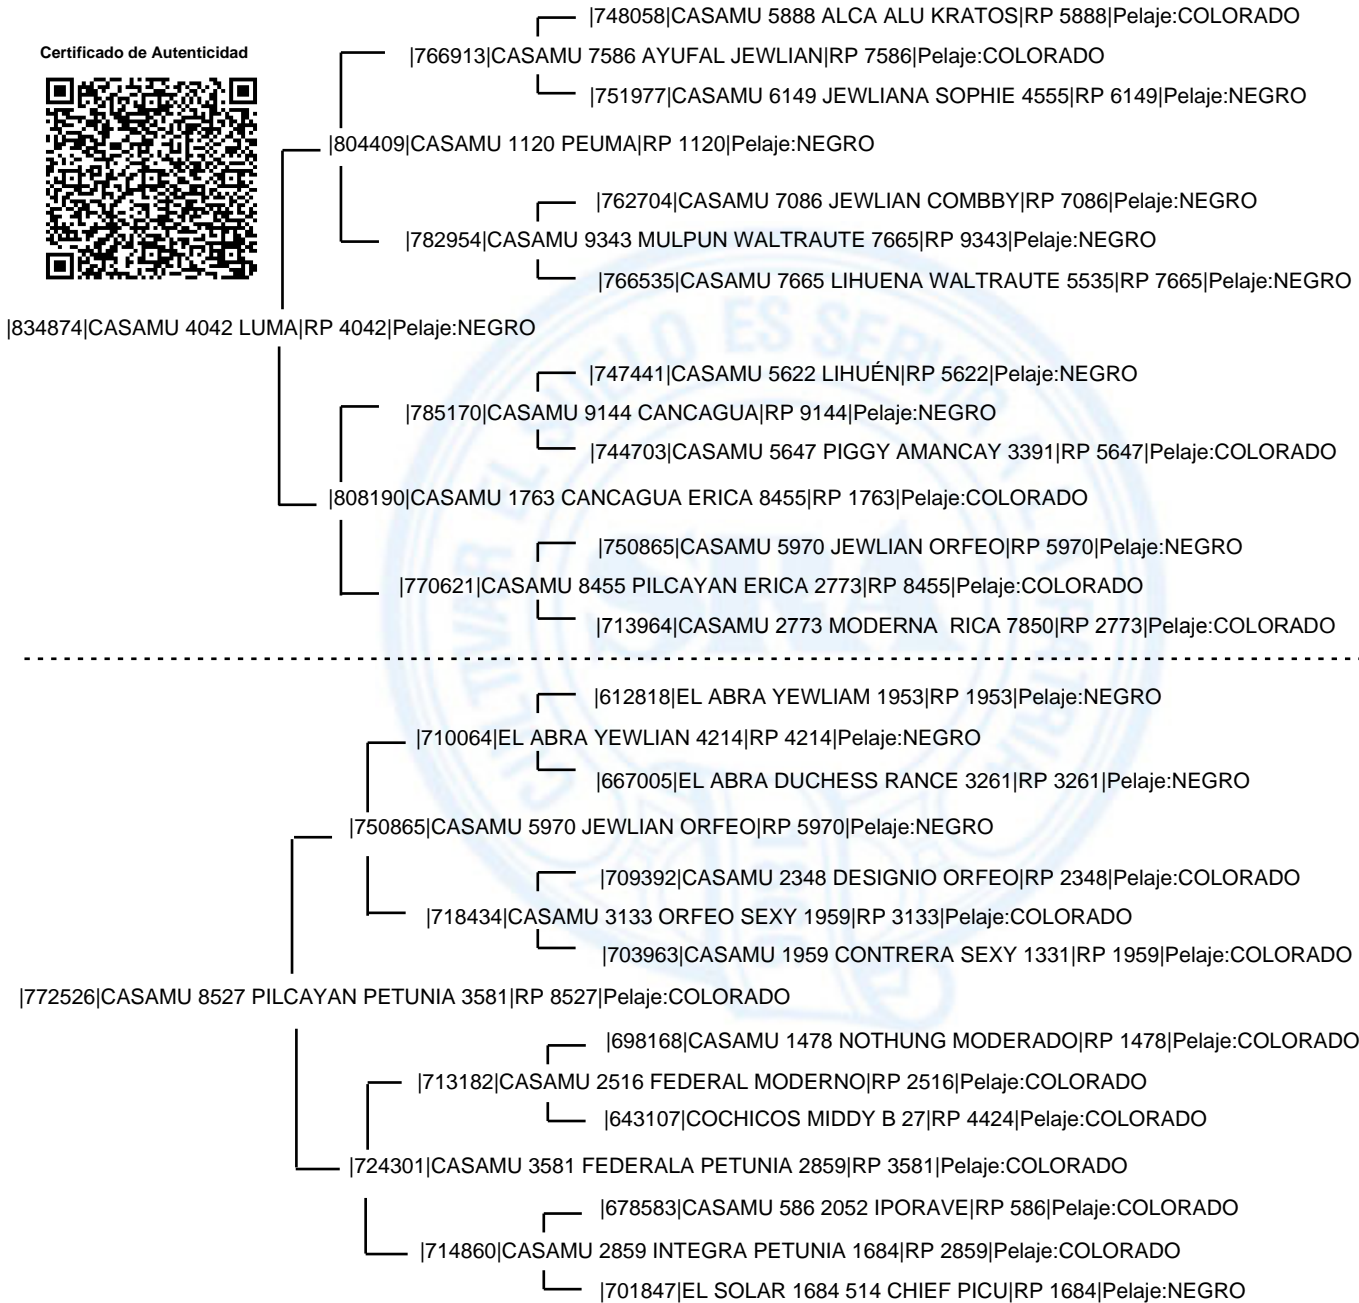 |748058|CASAMU 5888 ALCA ALU KRATOS|RP 5888|Pelaje:COLORADO
Certificado de Autenticidad
|766913|CASAMU 7586 AYUFAL JEWLIAN|RP 7586|Pelaje:COLORADO
|751977|CASAMU 6149 JEWLIANA SOPHIE 4555|RP 6149|Pelaje:NEGRO
|804409|CASAMU 1120 PEUMA|RP 1120|Pelaje:NEGRO
|762704|CASAMU 7086 JEWLIAN COMBBY|RP 7086|Pelaje:NEGRO
|782954|CASAMU 9343 MULPUN WALTRAUTE 7665|RP 9343|Pelaje:NEGRO
|766535|CASAMU 7665 LIHUENA WALTRAUTE 5535|RP 7665|Pelaje:NEGRO
|834874|CASAMU 4042 LUMA|RP 4042|Pelaje:NEGRO
|747441|CASAMU 5622 LIHUÉN|RP 5622|Pelaje:NEGRO
|785170|CASAMU 9144 CANCAGUA|RP 9144|Pelaje:NEGRO
|744703|CASAMU 5647 PIGGY AMANCAY 3391|RP 5647|Pelaje:COLORADO
|808190|CASAMU 1763 CANCAGUA ERICA 8455|RP 1763|Pelaje:COLORADO
|750865|CASAMU 5970 JEWLIAN ORFEO|RP 5970|Pelaje:NEGRO
|770621|CASAMU 8455 PILCAYAN ERICA 2773|RP 8455|Pelaje:COLORADO
|713964|CASAMU 2773 MODERNA  RICA 7850|RP 2773|Pelaje:COLORADO
|612818|EL ABRA YEWLIAM 1953|RP 1953|Pelaje:NEGRO
|710064|EL ABRA YEWLIAN 4214|RP 4214|Pelaje:NEGRO
|667005|EL ABRA DUCHESS RANCE 3261|RP 3261|Pelaje:NEGRO
|750865|CASAMU 5970 JEWLIAN ORFEO|RP 5970|Pelaje:NEGRO
|709392|CASAMU 2348 DESIGNIO ORFEO|RP 2348|Pelaje:COLORADO
|718434|CASAMU 3133 ORFEO SEXY 1959|RP 3133|Pelaje:COLORADO
|703963|CASAMU 1959 CONTRERA SEXY 1331|RP 1959|Pelaje:COLORADO
|772526|CASAMU 8527 PILCAYAN PETUNIA 3581|RP 8527|Pelaje:COLORADO
|698168|CASAMU 1478 NOTHUNG MODERADO|RP 1478|Pelaje:COLORADO
|713182|CASAMU 2516 FEDERAL MODERNO|RP 2516|Pelaje:COLORADO
|643107|COCHICOS MIDDY B 27|RP 4424|Pelaje:COLORADO
|724301|CASAMU 3581 FEDERALA PETUNIA 2859|RP 3581|Pelaje:COLORADO
|678583|CASAMU 586 2052 IPORAVE|RP 586|Pelaje:COLORADO
|714860|CASAMU 2859 INTEGRA PETUNIA 1684|RP 2859|Pelaje:COLORADO
|701847|EL SOLAR 1684 514 CHIEF PICU|RP 1684|Pelaje:NEGRO
CULTIVAR EL SUELO ES SERVIR A LA PATRIA